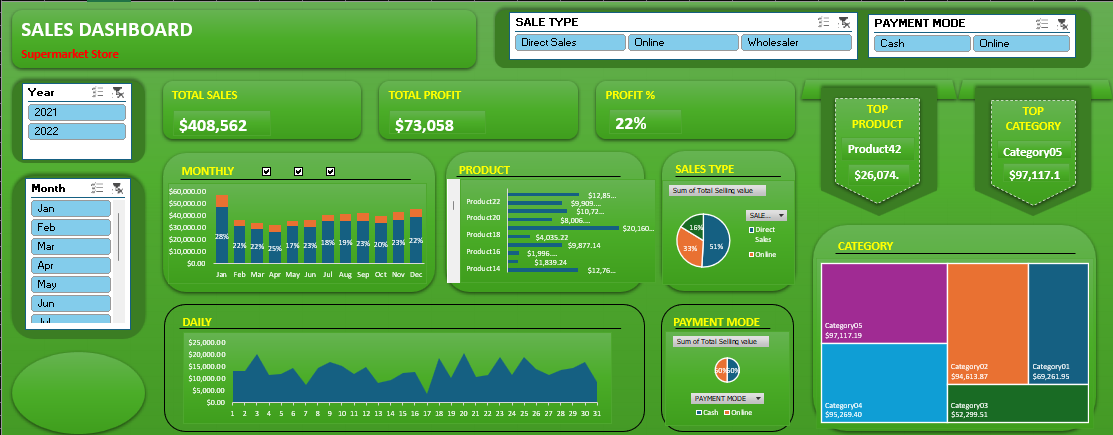 SALES DASHBOARD
Supermarket Store
SALE TYPE
Direct Sales Online Wholesaler
PAYMENT MODE
Cash Online
Year
2021
2022
Month
Jan
Feb
Mar
Apr
May
Jun
Jul
TOTAL SALES
$408,562
TOTAL PROFIT
$73,058
PROFIT %
22%
TOP
PRODUCT
Product42
$26,074.
TOP
CATEGORY
Category05
$97,117.1
MONTHLY
$60,000.00
$50,000.00
$40,000.00
$30,000.00
$20,000.00
$10,000.00
$0.00
28% 22% 22% 25% 17% 23% 18% 19% 23% 20% 23% 22%
Jan Feb Mar Apr May Jun Jul Aug Sep Oct Nov Dec
PRODUCT
$12,85...
Product22 $9,909....
$10,72...
Product20 $8,006....
$20,160...
Product18 $4,035.22
$9,877.14
Product16 $1,996....
$1,839.24
Product14 $12,76...
SALES TYPE
Sum of Total Selling value
16%
33% 51%
SALE...
Direct
Sales
Online
DAILY
$25,000.00
$20,000.00
$15,000.00
$10,000.00
$5,000.00
$0.00
1 2 3 4 5 6 7 8 9 10 11 12 13 14 15 16 17 18 19 20 21 22 23 24 25 26 27 28 29 30 31
PAYMENT MODE
Sum of Total Selling value
50% 50%
PAYMENT MODE
Cash Online
CATEGORY
Category05
$97,117.19
Category04
$95,269.40
Category02
$94,613.87
Category01
$69,261.95
Category03
$52,299.51